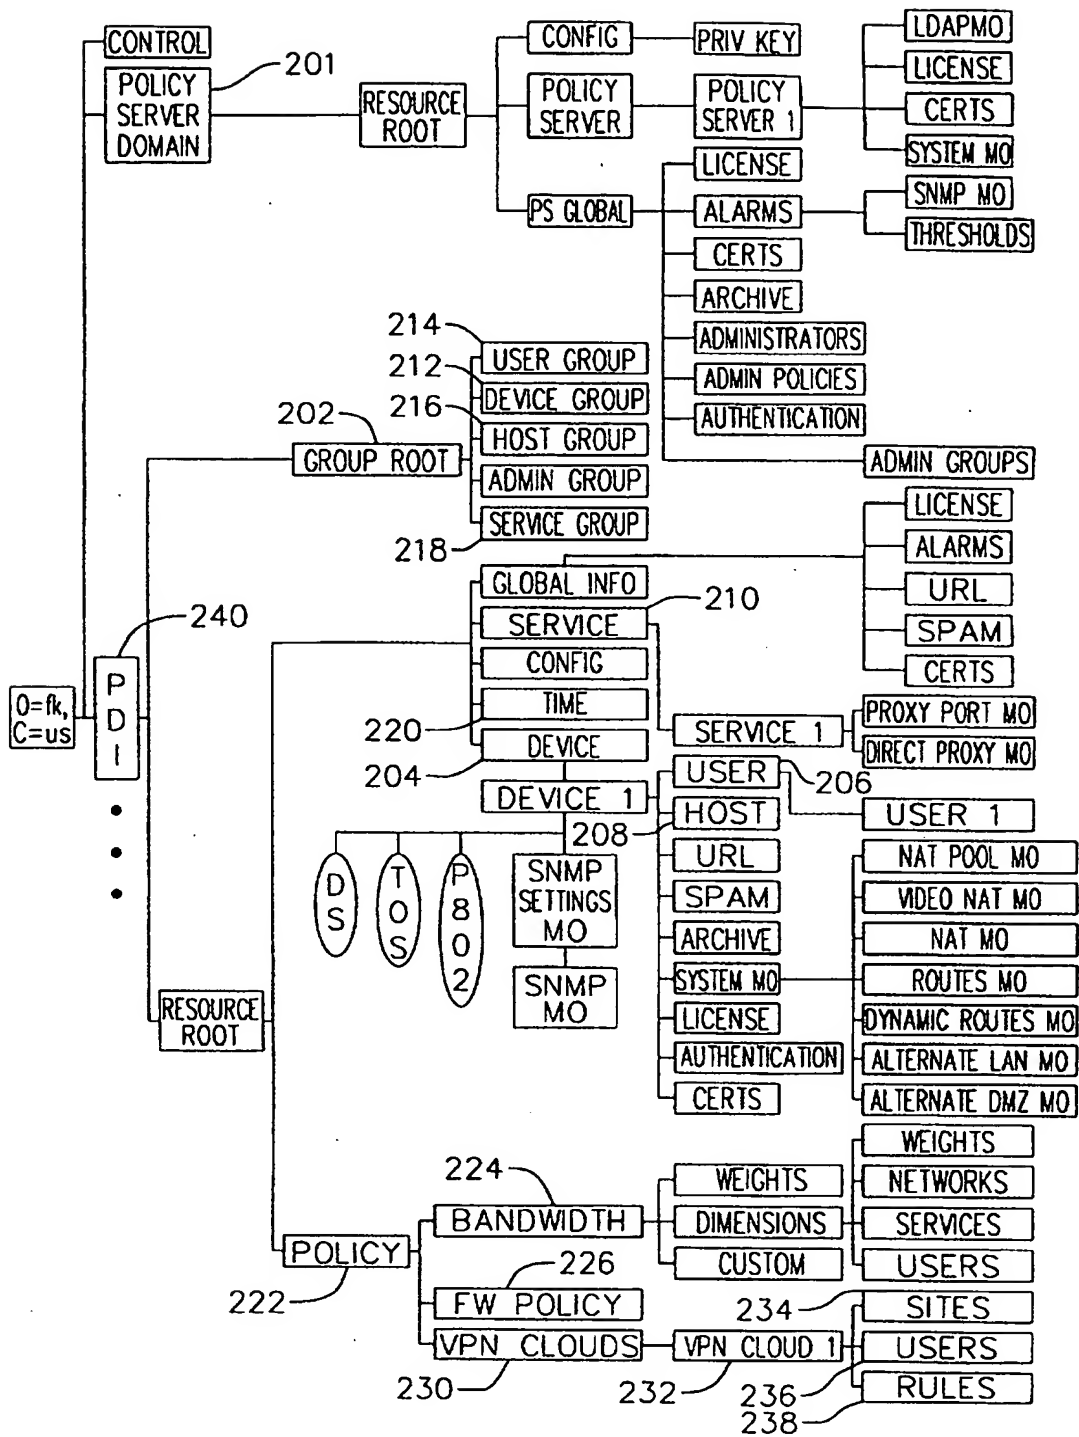 CONTROL
POLICY
SERVER
DOMAIN
201
RESOURCE
ROOT
CONFIG
PRIV KEY
POLICY
SERVER
POLICY
SERVER 1
LDAPMO
LICENSE
CERTS
SYSTEM MO
PS GLOBAL
LICENSE
ALARMS
SNMP MO
THRESHOLDS
CERTS
ARCHIVE
ADMINISTRATORS
ADMIN POLICIES
AUTHENTICATION
ADMIN GROUPS
214
USER GROUP
212
DEVICE GROUP
216
HOST GROUP
202
GROUP ROOT
ADMIN GROUP
SERVICE GROUP
218
GLOBAL INFO
LICENSE
ALARMS
URL
SPAM
CERTS
210
SERVICE
CONFIG
TIME
220
DEVICE
204
SERVICE 1
PROXY PORT MO
DIRECT PROXY MO
240
O=fk,
C=us
P
D
I
DEVICE 1
USER
206
USER 1
HOST
208
URL
SPAM
ARCHIVE
SYSTEM MO
LICENSE
AUTHENTICATION
CERTS
NAT POOL MO
VIDEO NAT MO
NAT MO
ROUTES MO
DYNAMIC ROUTES MO
ALTERNATE LAN MO
ALTERNATE DMZ MO
D
S
T
O
S
P
8
0
2
SNMP
SETTINGS
MO
SNMP
MO
RESOURCE
ROOT
POLICY
222
224
BANDWIDTH
WEIGHTS
DIMENSIONS
CUSTOM
WEIGHTS
NETWORKS
SERVICES
USERS
226
FW POLICY
VPN CLOUDS
230
VPN CLOUD 1
232
234
SITES
USERS
236
RULES
238